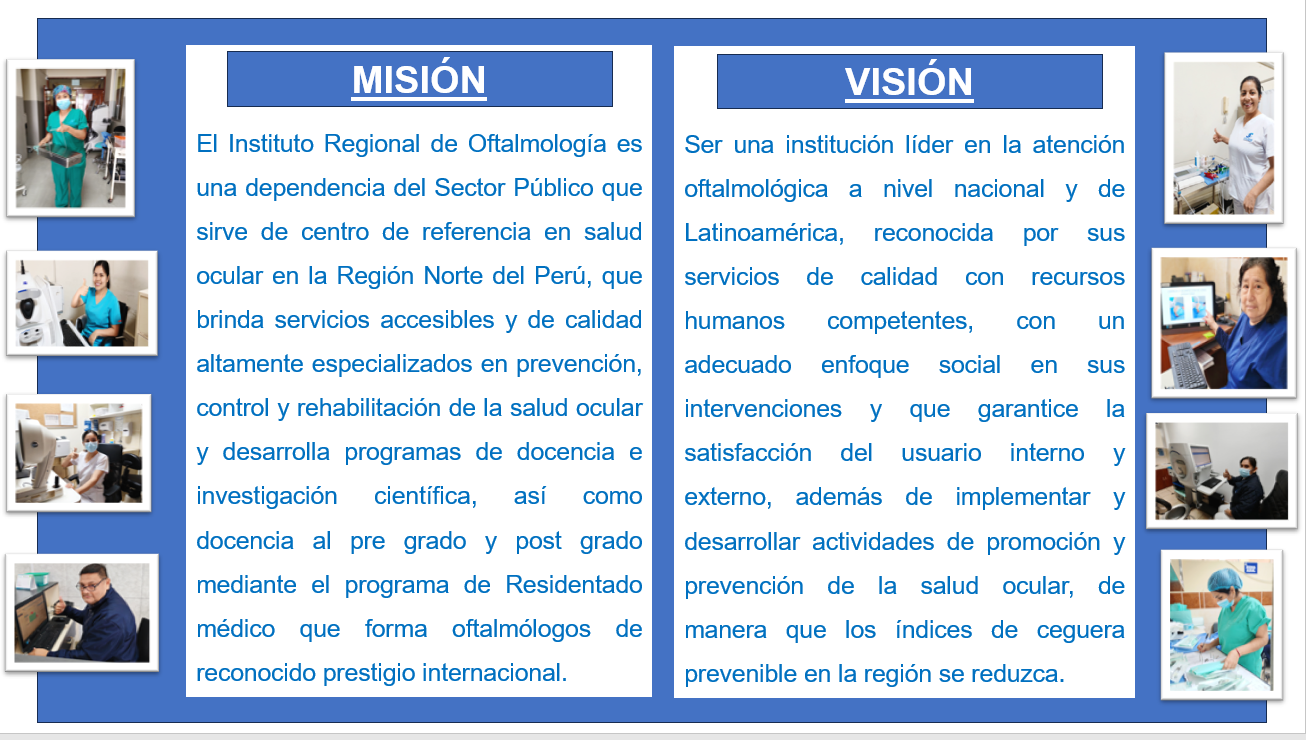 MISIÓN
El Instituto Regional de Oftalmología es
una dependencia del Sector Público que
sirve de centro de referencia en salud
ocular en la Región Norte del Perú, que
brinda servicios accesibles y de calidad
altamente especializados en prevención,
control y rehabilitación de la salud ocular
y desarrolla programas de docencia e
investigación científica, así como
docencia al pre grado y post grado
mediante el programa de Residentado
médico que forma oftalmólogos de
reconocido prestigio internacional.
VISIÓN
Ser una institución líder en la atención
oftalmológica a nivel nacional y de
Latinoamérica, reconocida por sus
servicios de calidad con recursos
humanos competentes, con un
adecuado enfoque social en sus
intervenciones y que garantice la
satisfacción del usuario interno y
externo, además de implementar y
desarrollar actividades de promoción y
prevención de la salud ocular, de
manera que los índices de ceguera
prevenible en la región se reduzca.